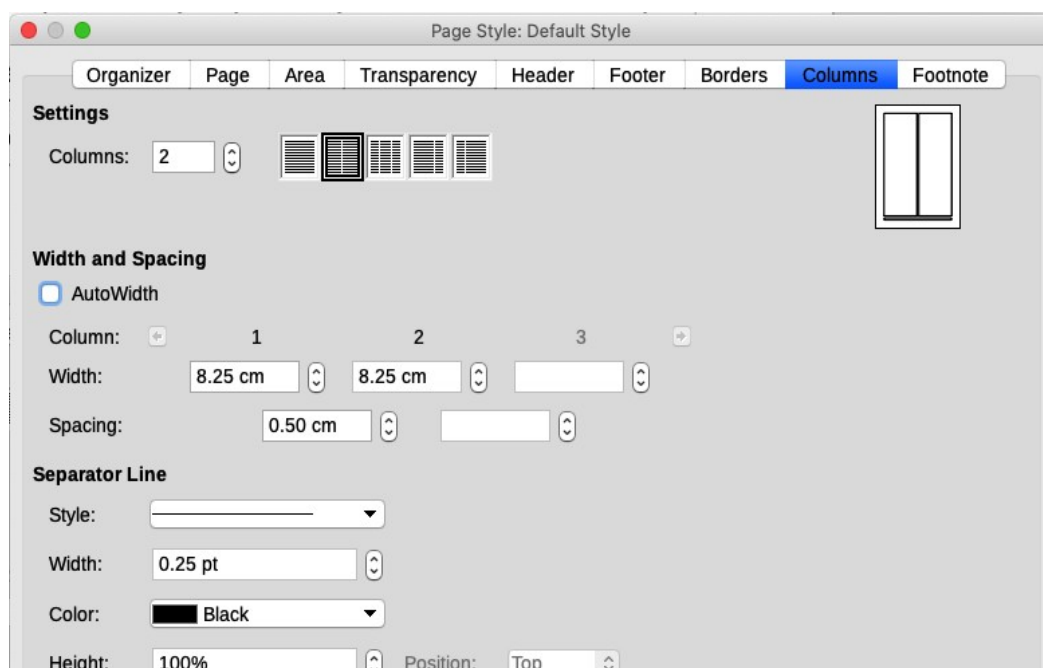 Page Style: Default Style
Organizer Page Area Transparency Header Footer Borders Columns Footnote
Settings
Columns: 2
Width and Spacing
AutoWidth
Column: 1 2 3
Width: 8.25 cm 8.25 cm
Spacing: 0.50 cm
Separator Line
Style:
Width: 0.25 pt
Color: Black
Height: 100% Position: Top